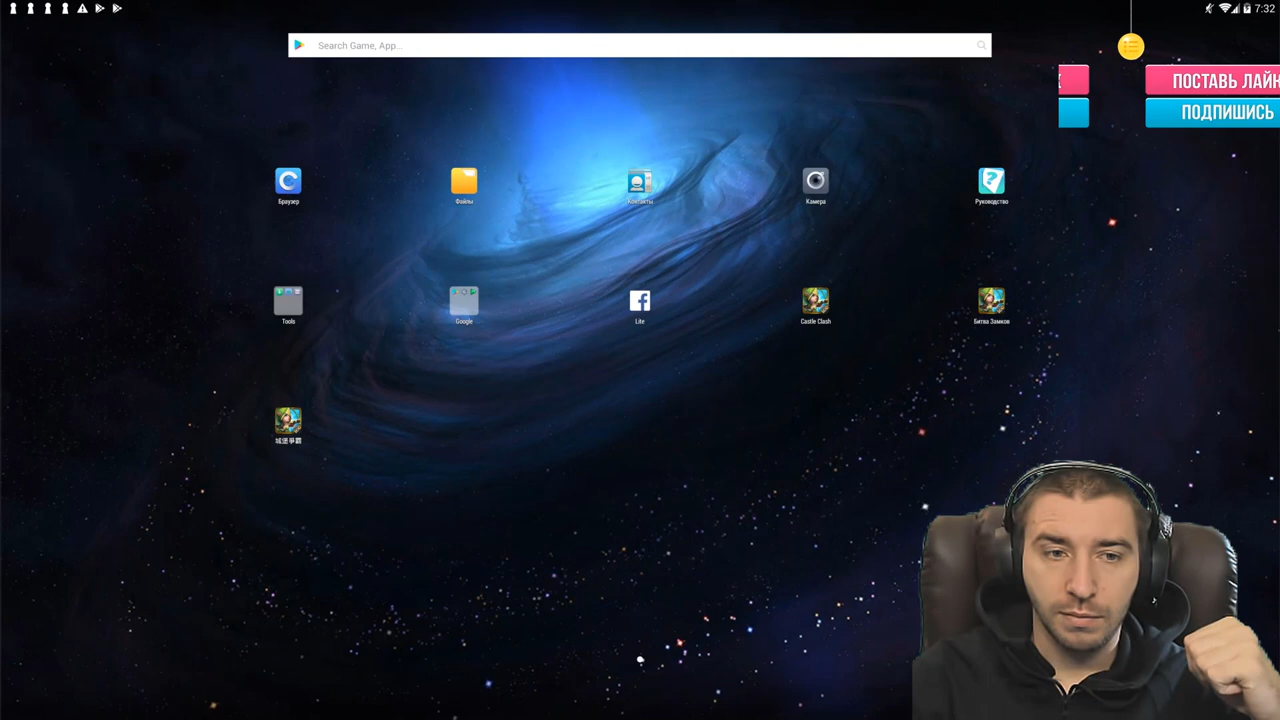 7:32
Search Game, App...
К
ПОСТАВЬ ЛАЙК
ПОДПИШИСЬ
Браузер
Файлы
Контакты
Камера
Руководство
Tools
Google
Lite
Castle Clash
Битва Замков
城堡爭霸